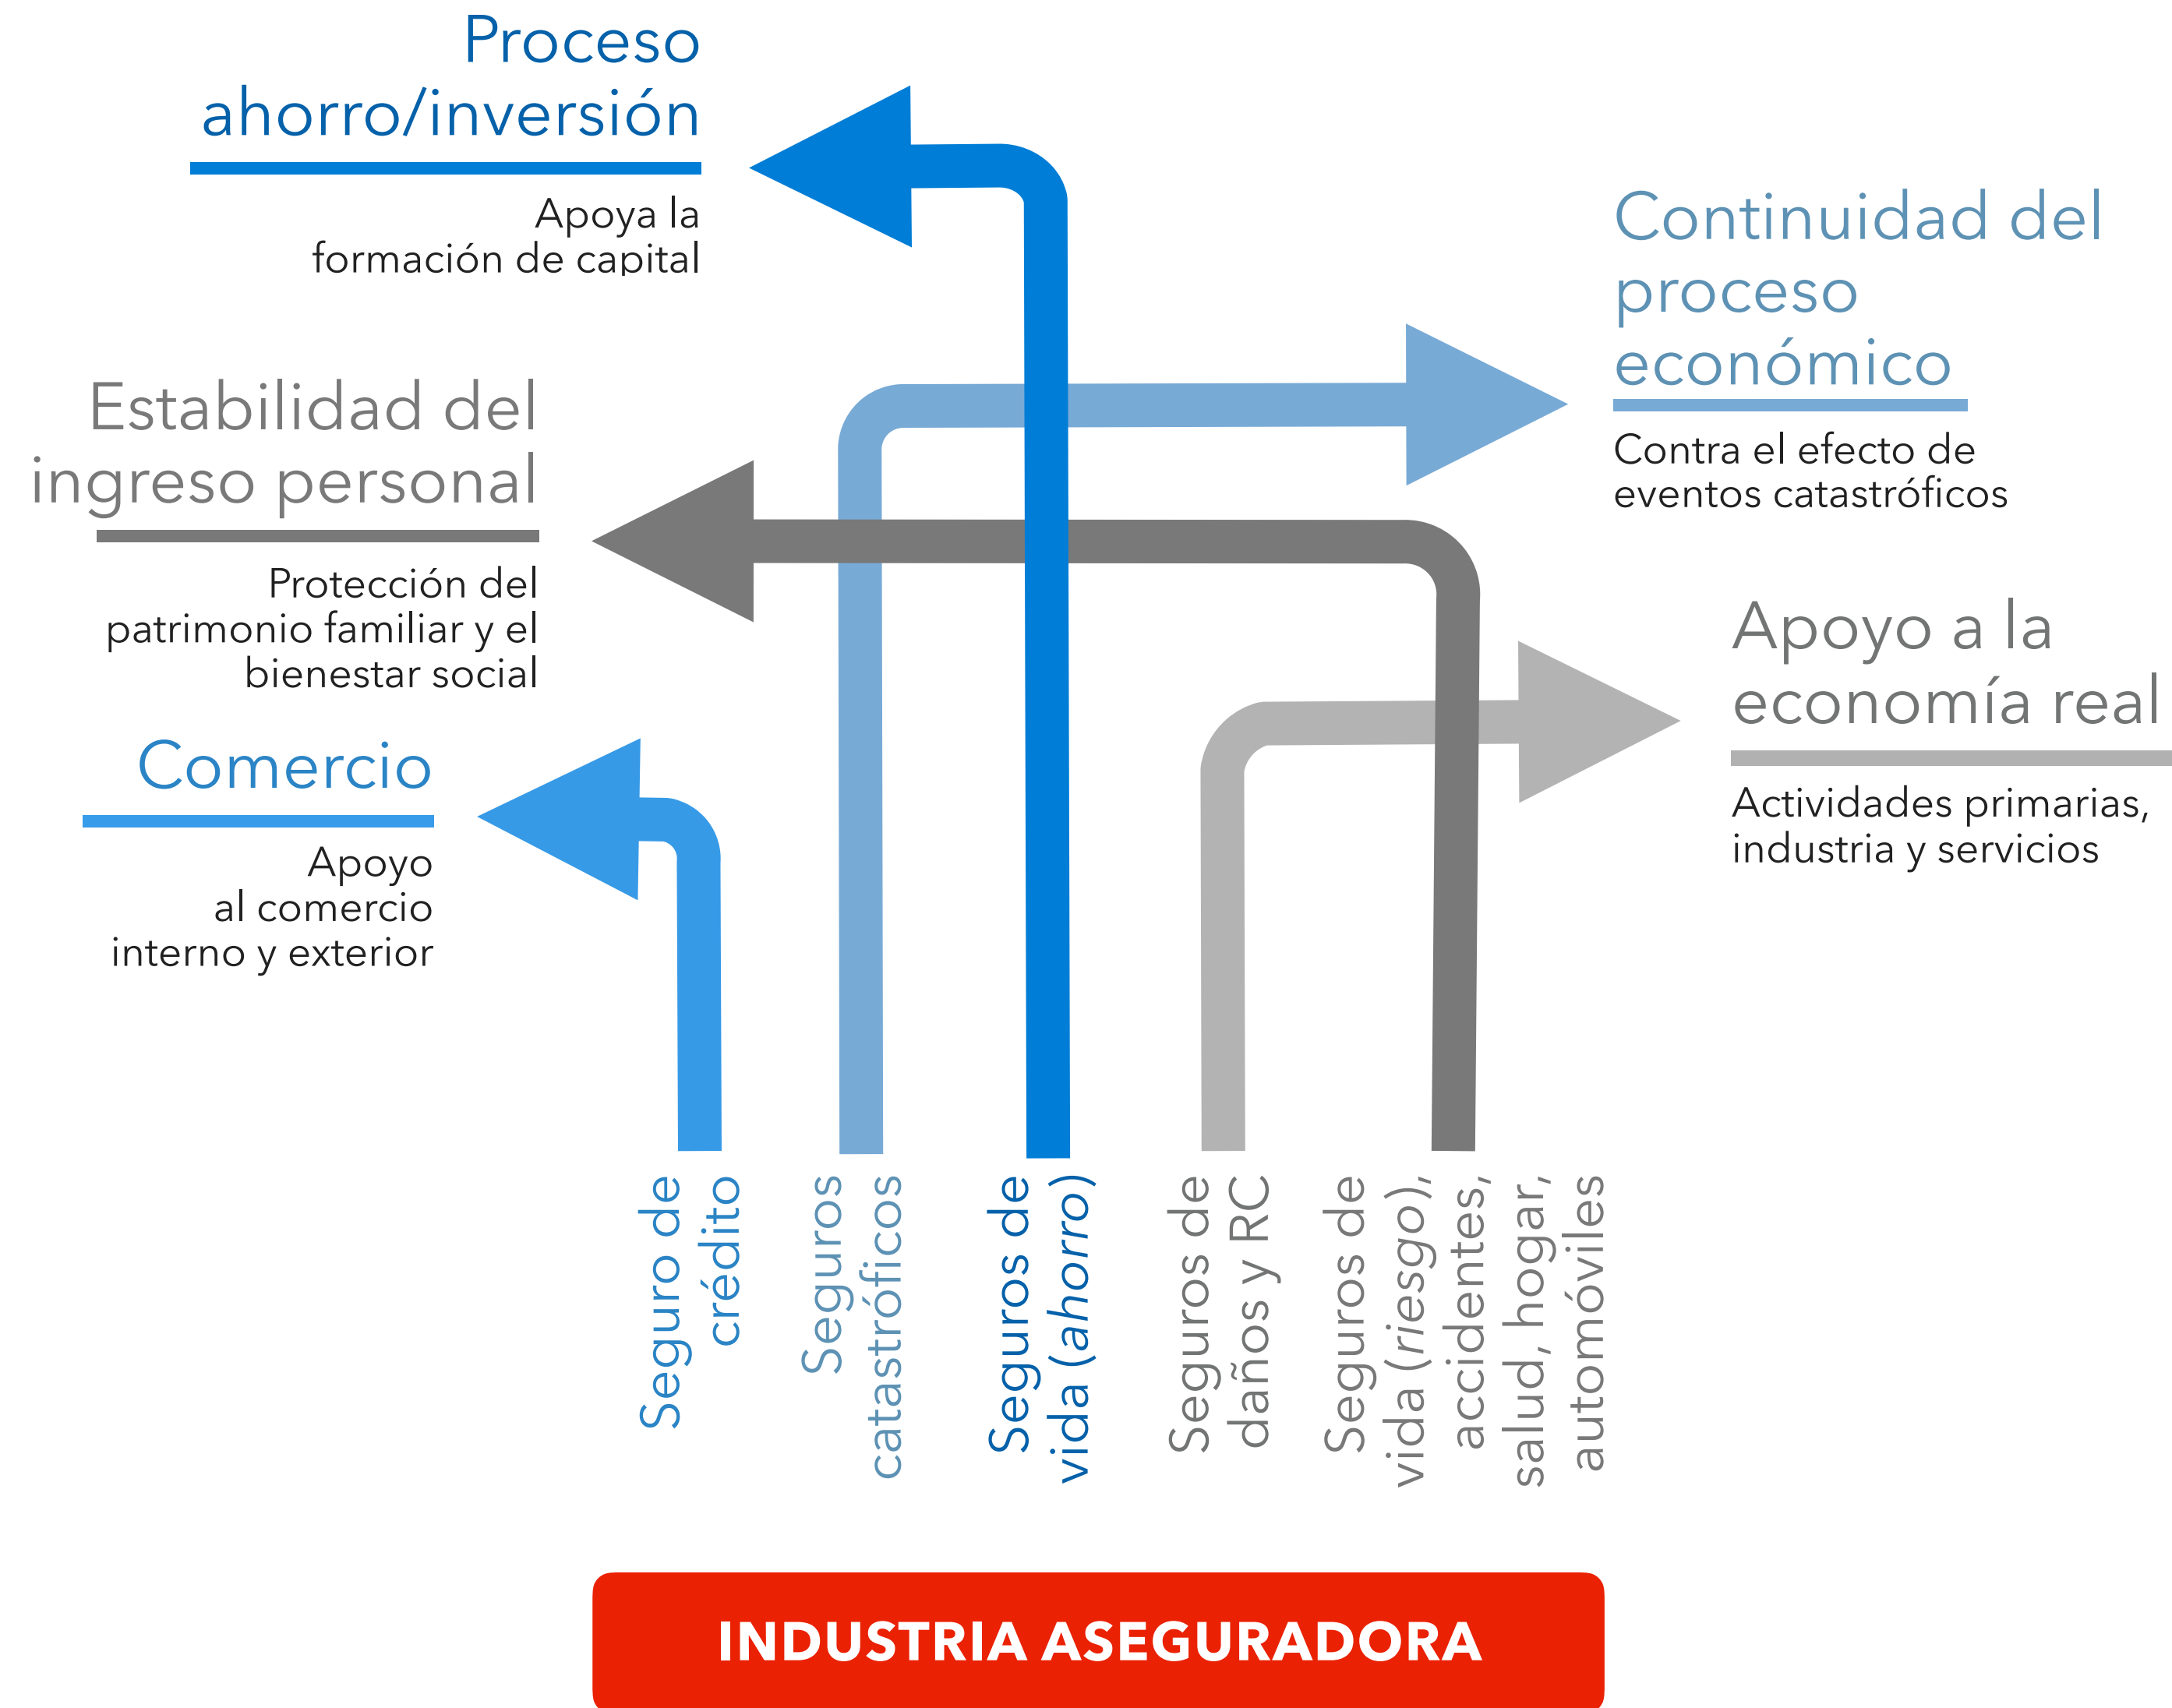 Proceso
ahorro/inversión
Apoya la
formación de capital
Continuidad del
proceso
económico
Contra el efecto de
eventos catastróficos
Estabilidad del
ingreso personal
Protección del
patrimonio familiar y el
bienestar social
Apoyo a la
economía real
Actividades primarias,
industria y servicios
Comercio
Apoyo
al comercio
interno y exterior
Seguro de
crédito
Seguros
catastróficos
Seguros de
vida (ahorro)
Seguros de
daños y RC
Seguros de
vida (riesgo),
accidentes,
salud, hogar,
automóviles
INDUSTRIA ASEGURADORA